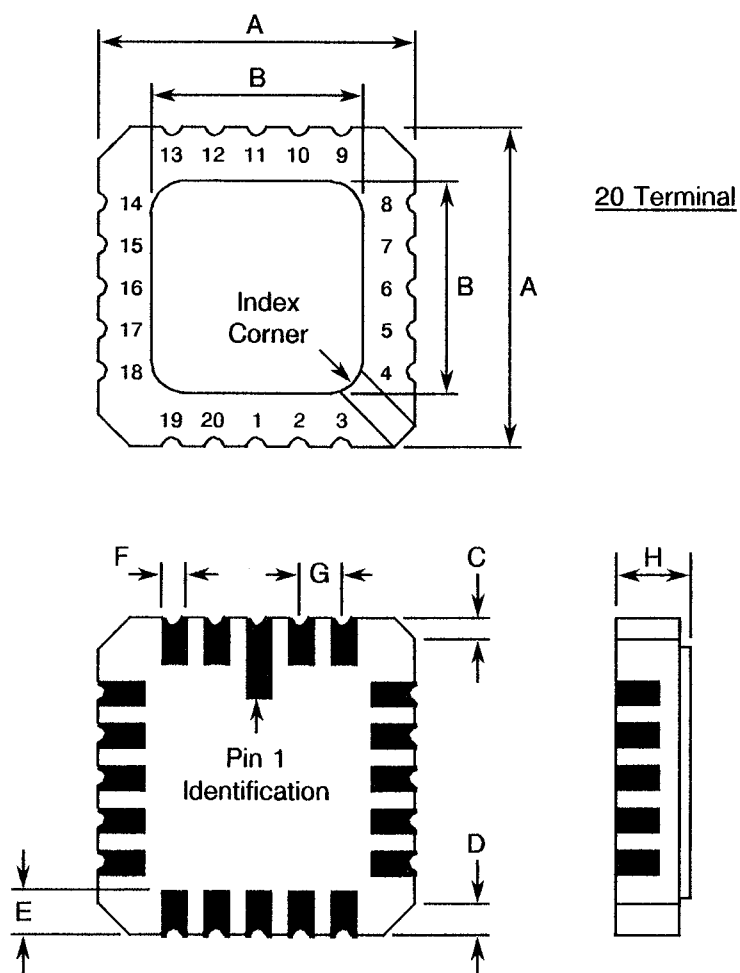 A
B
13 12 11 10 9
20 Terminal
14 8
15 7
16 6
17 5
18 4
B A
Index
Corner
19 20 1 2 3
F G C H
Pin 1
Identification
D
E